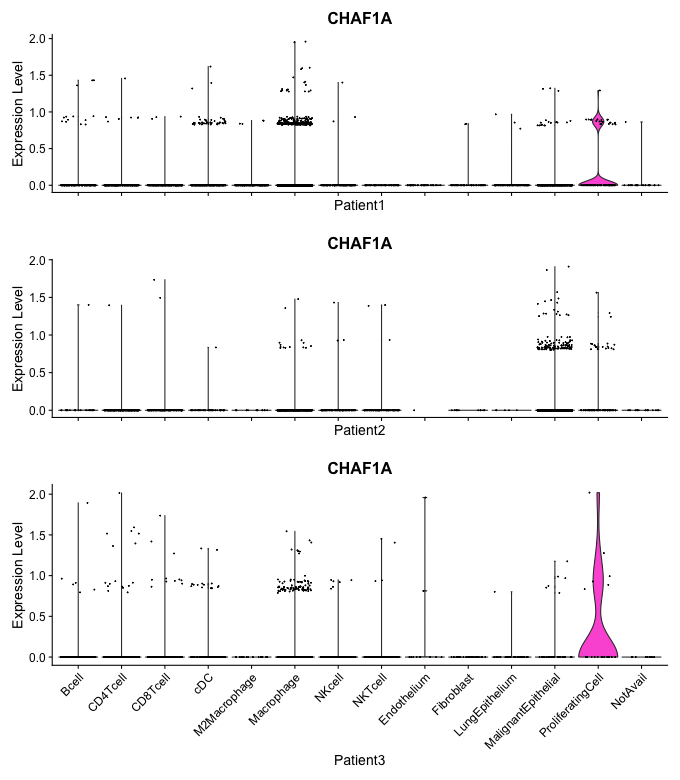 CHAF1A
2.0
1.5
1.0
0.5
0.0
Expression Level
Patient1
CHAF1A
2.0
1.5
1.0
0.5
0.0
Expression Level
Patient2
CHAF1A
2.0
1.5
1.0
0.5
0.0
Expression Level
Bcell
CD4Tcell
CD8Tcell
cDC
M2Macrophage
Macrophage
NKcell
NKTcell
Endothelium
Fibroblast
LungEpithelium
MalignantEpithelial
ProliferatingCell
NotAvail
Patient3